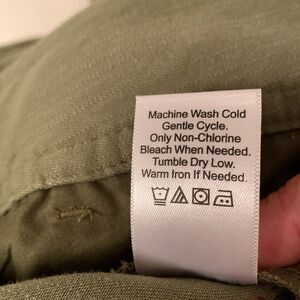 Machine Wash Cold
Gentle Cycle.
Only Non-Chlorine
Bleach When Needed.
Tumble Dry Low.
Warm Iron If Needed.